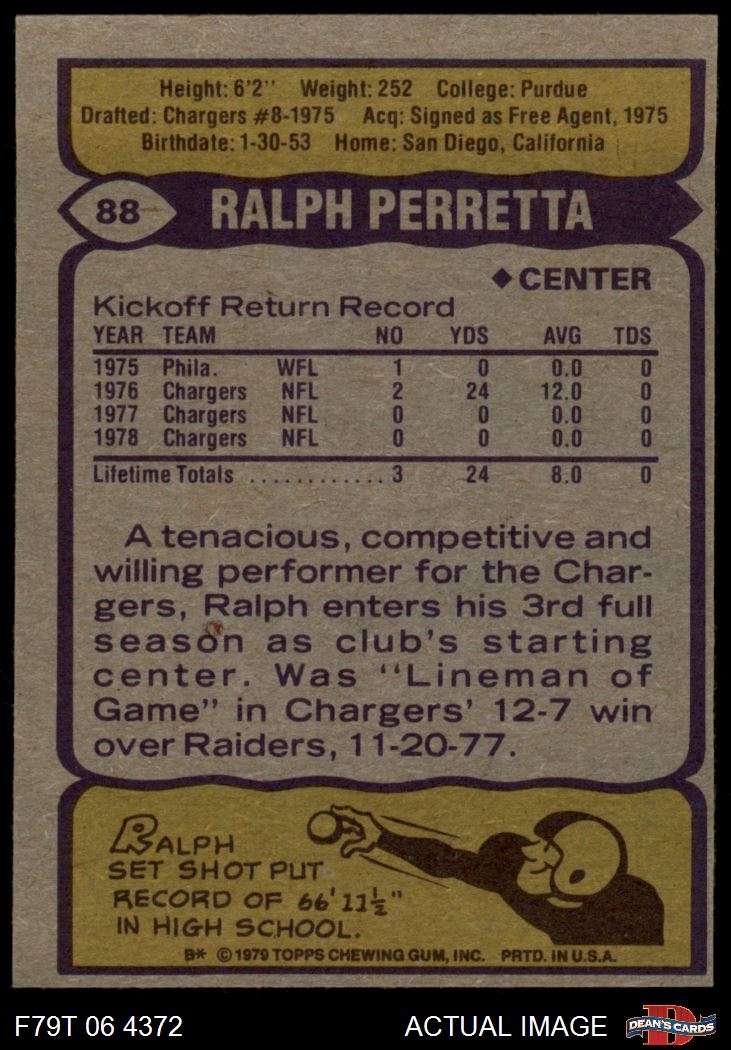 Height: 6'2'' Weight: 252 College: Purdue
Drafted: Chargers #8-1975 Acq: Signed as Free Agent, 1975
Birthdate: 1-30-53 Home: San Diego, California
88 RALPH PERRETTA
◆ CENTER
Kickoff Return Record
YEAR TEAM NO YDS AVG TDS
1975 Phila. WFL 1 0 0.0 0
1976 Chargers NFL 2 24 12.0 0
1977 Chargers NFL 0 0 0.0 0
1978 Chargers NFL 0 0 0.0 0
Lifetime Totals ............ 3 24 8.0 0
A tenacious, competitive and
willing performer for the Char-
gers, Ralph enters his 3rd full
season as club's starting
center. Was "Lineman of
Game" in Chargers' 12-7 win
over Raiders, 11-20-77.
RALPH
SET SHOT PUT
RECORD OF 66' 11½"
IN HIGH SCHOOL.
B* © 1979 TOPPS CHEWING GUM, INC. PRTD. IN U.S.A.
F79T 06 4372 ACTUAL IMAGE D DEAN'S CARDS